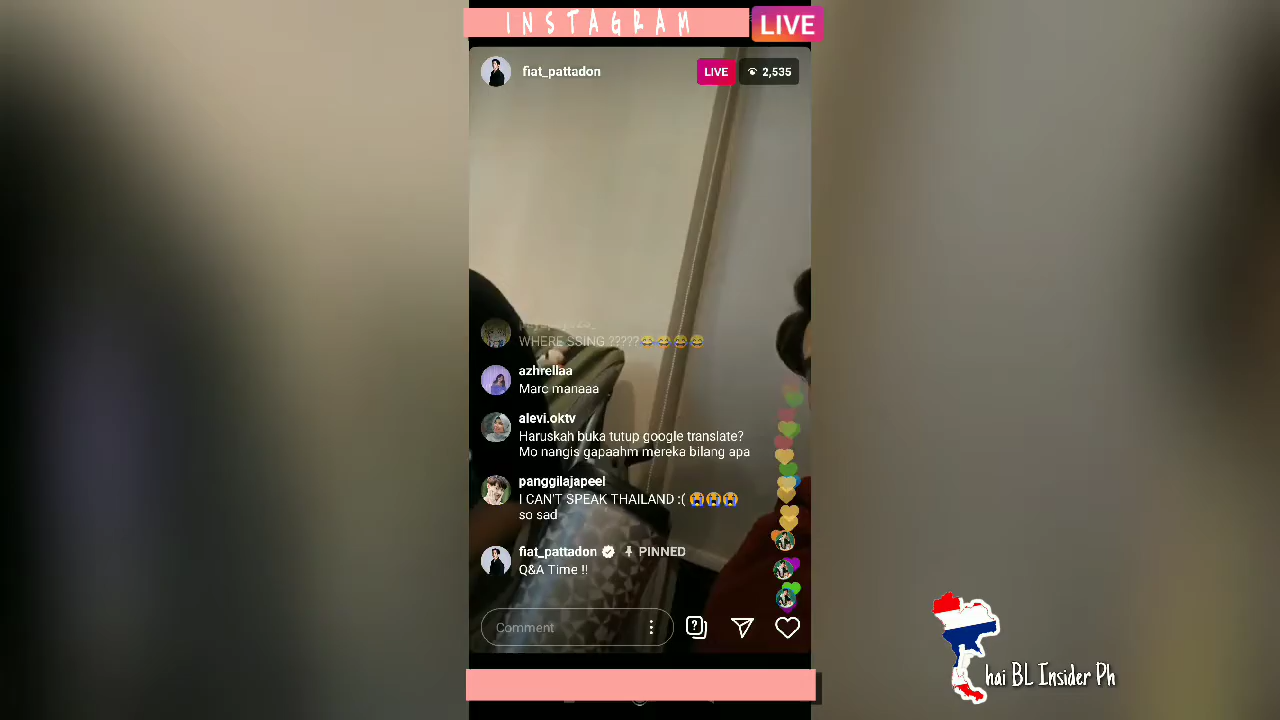 INSTAGRAM
LIVE
fiat_pattadon
LIVE
2,535
WHERE SSING ?????😂😂😂😂
azhrellaa
Marc manaaa
alevi.oktv
Haruskah buka tutup google translate?
Mo nangis gapaahm mereka bilang apa
panggilajapeel
I CAN'T SPEAK THAILAND :( 😭😭😭
so sad
fiat_pattadon PINNED
Q&A Time !!
Comment
hai BL Insider Ph